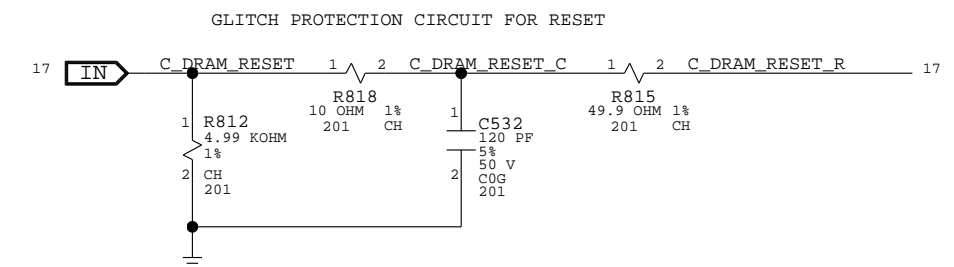 GLITCH PROTECTION CIRCUIT FOR RESET
17 IN C_DRAM_RESET 1 2 C_DRAM_RESET_C 1 2 C_DRAM_RESET_R 17
R818
10 OHM 1%
201 CH
R815
49.9 OHM 1%
201 CH
1 R812
4.99 KOHM
1%
2 CH
201
1 C532
120 PF
5%
50 V
2 C0G
201